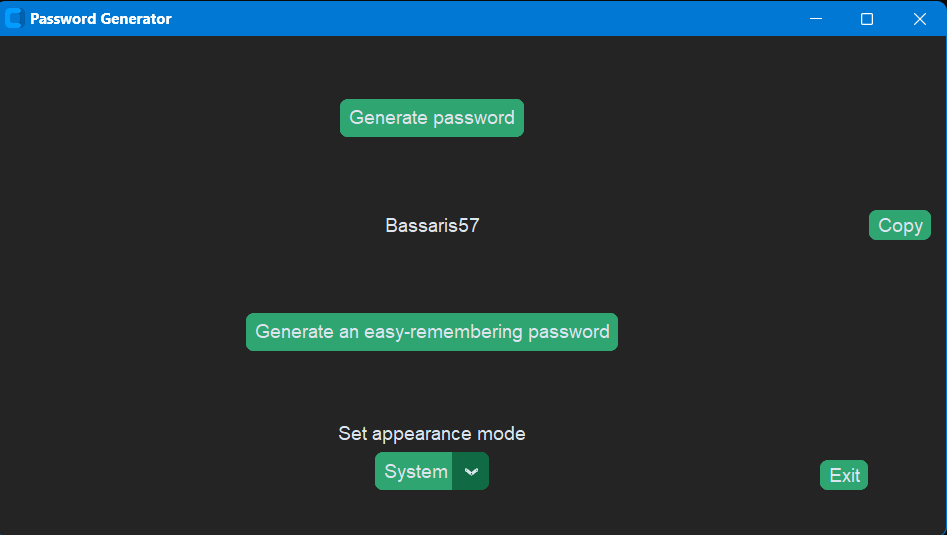 Password Generator
Generate password
Bassaris57
Copy
Generate an easy-remembering password
Set appearance mode
System
Exit